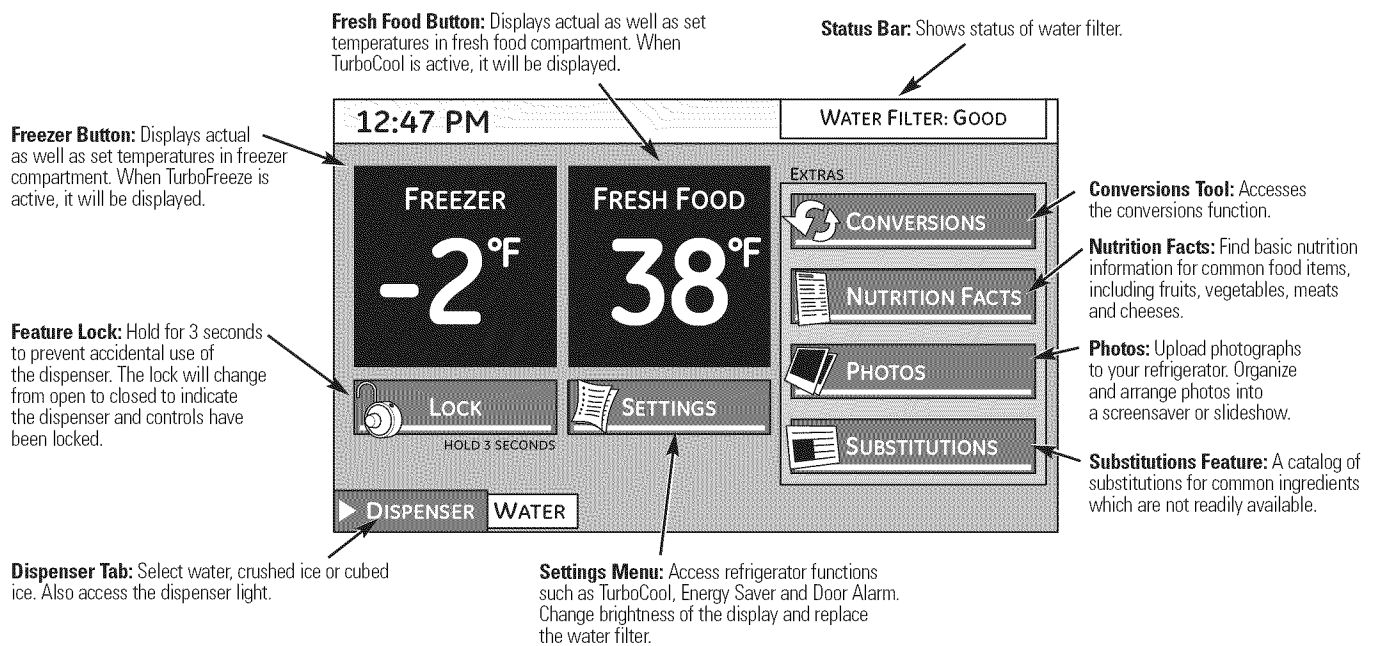 Fresh Food Button: Displays actual as well as set
temperatures in fresh food compartment. When
TurboCool is active, it will be displayed.
Status Bar: Shows status of water filter.
Freezer Button: Displays actual
as well as set temperatures in freezer
compartment. When TurboFreeze is
active, it will be displayed.
12:47 PM
WATER FILTER: GOOD
FREEZER
-2°F
FRESH FOOD
38°F
EXTRAS
CONVERSIONS
NUTRITION FACTS
PHOTOS
SUBSTITUTIONS
Conversions Tool: Accesses
the conversions function.
Nutrition Facts: Find basic nutrition
information for common food items,
including fruits, vegetables, meats
and cheeses.
Photos: Upload photographs
to your refrigerator. Organize
and arrange photos into
a screensaver or slideshow.
Substitutions Feature: A catalog of
substitutions for common ingredients
which are not readily available.
Feature Lock: Hold for 3 seconds
to prevent accidental use of
the dispenser. The lock will change
from open to closed to indicate
the dispenser and controls have
been locked.
LOCK
HOLD 3 SECONDS
SETTINGS
DISPENSER
WATER
Dispenser Tab: Select water, crushed ice or cubed
ice. Also access the dispenser light.
Settings Menu: Access refrigerator functions
such as TurboCool, Energy Saver and Door Alarm.
Change brightness of the display and replace
the water filter.